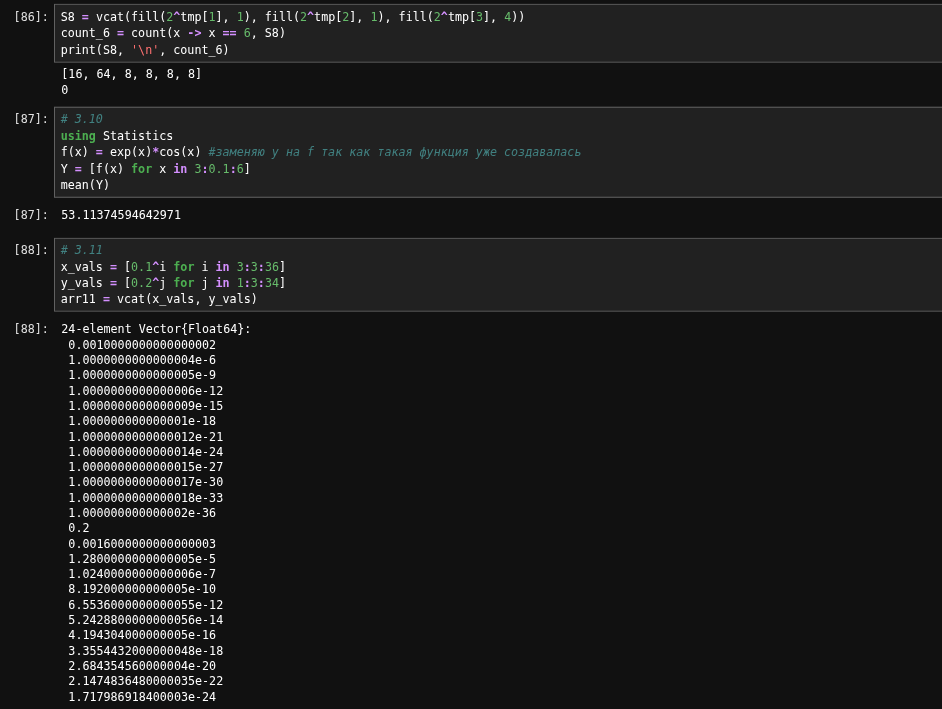 [86]: S8 = vcat(fill(2^tmp[1], 1), fill(2^tmp[2], 1), fill(2^tmp[3], 4))
count_6 = count(x -> x == 6, S8)
print(S8, '\n', count_6)
[16, 64, 8, 8, 8, 8]
0
[87]: # 3.10
using Statistics
f(x) = exp(x)*cos(x) #заменяю y на f так как такая функция уже создавалась
Y = [f(x) for x in 3:0.1:6]
mean(Y)
[87]: 53.11374594642971
[88]: # 3.11
x_vals = [0.1^i for i in 3:3:36]
y_vals = [0.2^j for j in 1:3:34]
arr11 = vcat(x_vals, y_vals)
[88]: 24-element Vector{Float64}:
0.0010000000000000002
1.0000000000000004e-6
1.0000000000000005e-9
1.0000000000000006e-12
1.0000000000000009e-15
1.000000000000001e-18
1.0000000000000012e-21
1.0000000000000014e-24
1.0000000000000015e-27
1.0000000000000017e-30
1.0000000000000018e-33
1.000000000000002e-36
0.2
0.0016000000000000003
1.2800000000000005e-5
1.0240000000000006e-7
8.192000000000005e-10
6.5536000000000055e-12
5.2428800000000056e-14
4.194304000000005e-16
3.3554432000000048e-18
2.684354560000004e-20
2.1474836480000035e-22
1.717986918400003e-24